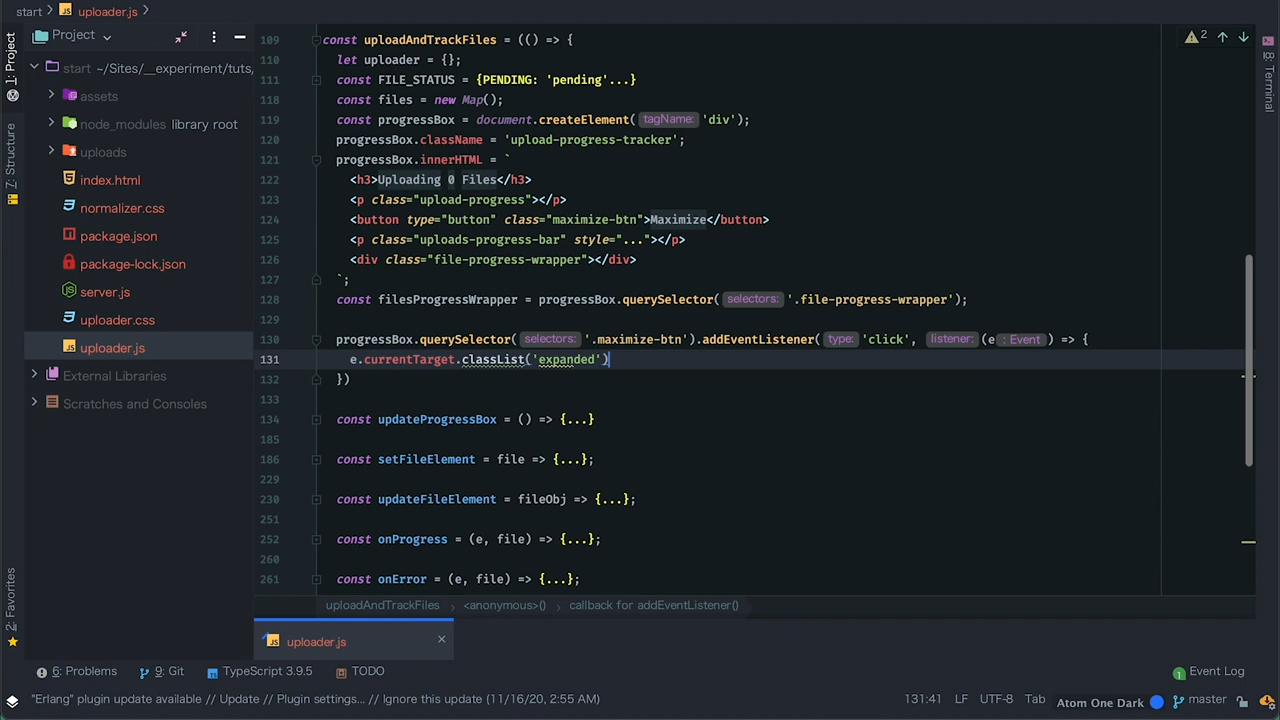 start
uploader.js
1: Project
7: Structure
2: Favorites
Project
start ~/Sites/__experiment/tuts,
assets
node_modules library root
uploads
index.html
normalizer.css
package.json
package-lock.json
server.js
uploader.css
uploader.js
External Libraries
Scratches and Consoles
109 const uploadAndTrackFiles = (() => {
110 let uploader = {};
111 const FILE_STATUS = {PENDING: 'pending'...}
118 const files = new Map();
119 const progressBox = document.createElement( tagName: 'div');
120 progressBox.className = 'upload-progress-tracker';
121 progressBox.innerHTML = `
122 <h3>Uploading 0 Files</h3>
123 <p class="upload-progress"></p>
124 <button type="button" class="maximize-btn">Maximize</button>
125 <p class="uploads-progress-bar" style="..."></p>
126 <div class="file-progress-wrapper"></div>
127 `;
128 const filesProgressWrapper = progressBox.querySelector( selectors: '.file-progress-wrapper');
129
130 progressBox.querySelector( selectors: '.maximize-btn').addEventListener( type: 'click', listener: (e : Event ) => {
131 e.currentTarget.classList('expanded')
132 })
133
134 const updateProgressBox = () => {...}
185
186 const setFileElement = file => {...};
229
230 const updateFileElement = fileObj => {...};
251
252 const onProgress = (e, file) => {...};
260
261 const onError = (e, file) => {...};
2
Terminal
uploadAndTrackFiles
<anonymous>()
callback for addEventListener()
uploader.js
6: Problems
9: Git
TypeScript 3.9.5
TODO
1 Event Log
"Erlang" plugin update available // Update // Plugin settings... // Ignore this update (11/16/20, 2:55 AM)
131:41 LF UTF-8 Tab Atom One Dark master